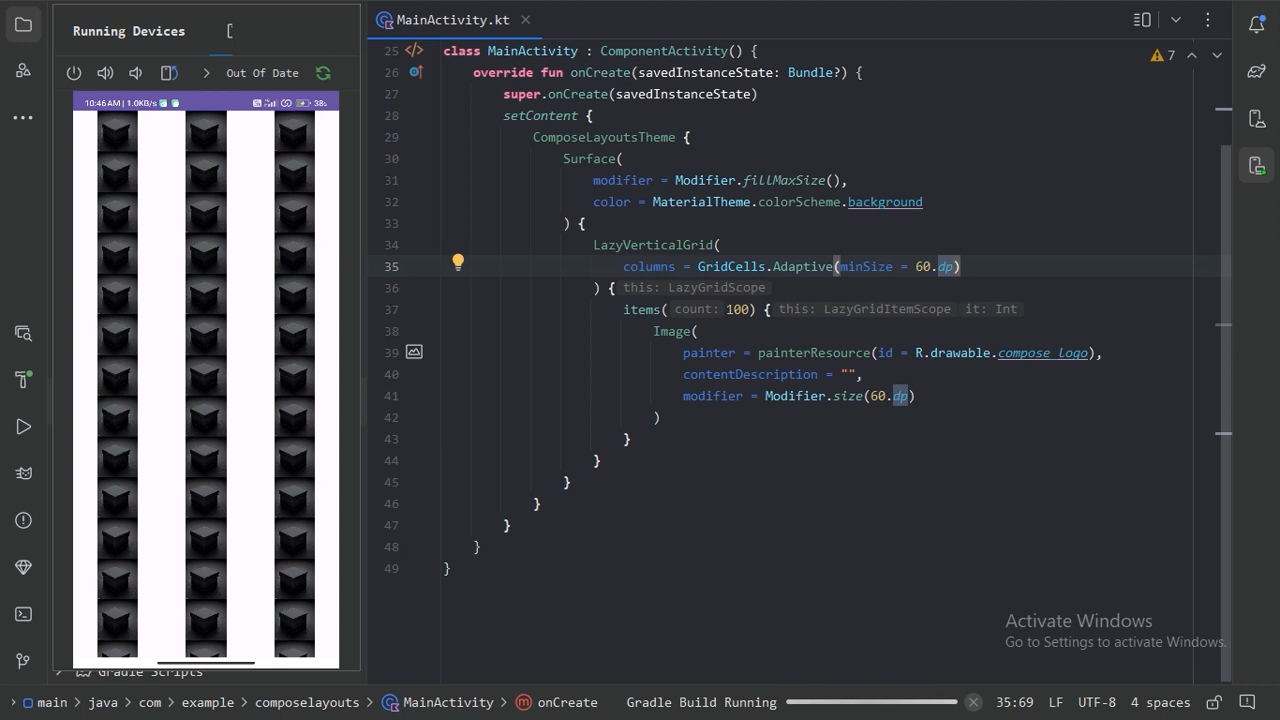 Running Devices
Out Of Date
10:46 AM | 1.0KB/s
38%
Gradle Scripts
MainActivity.kt
7
25 class MainActivity : ComponentActivity() {
26 override fun onCreate(savedInstanceState: Bundle?) {
27 super.onCreate(savedInstanceState)
28 setContent {
29 ComposeLayoutsTheme {
30 Surface(
31 modifier = Modifier.fillMaxSize(),
32 color = MaterialTheme.colorScheme.background
33 ) {
34 LazyVerticalGrid(
35 columns = GridCells.Adaptive(minSize = 60.dp)
36 ) { this: LazyGridScope
37 items( count: 100) { this: LazyGridItemScope it: Int
38 Image(
39 painter = painterResource(id = R.drawable.compose_logo),
40 contentDescription = "",
41 modifier = Modifier.size(60.dp)
42 )
43 }
44 }
45 }
46 }
47 }
48 }
49 }
Activate Windows
Go to Settings to activate Windows.
main > java > com > example > composelayouts > MainActivity > onCreate Gradle Build Running 35:69 LF UTF-8 4 spaces